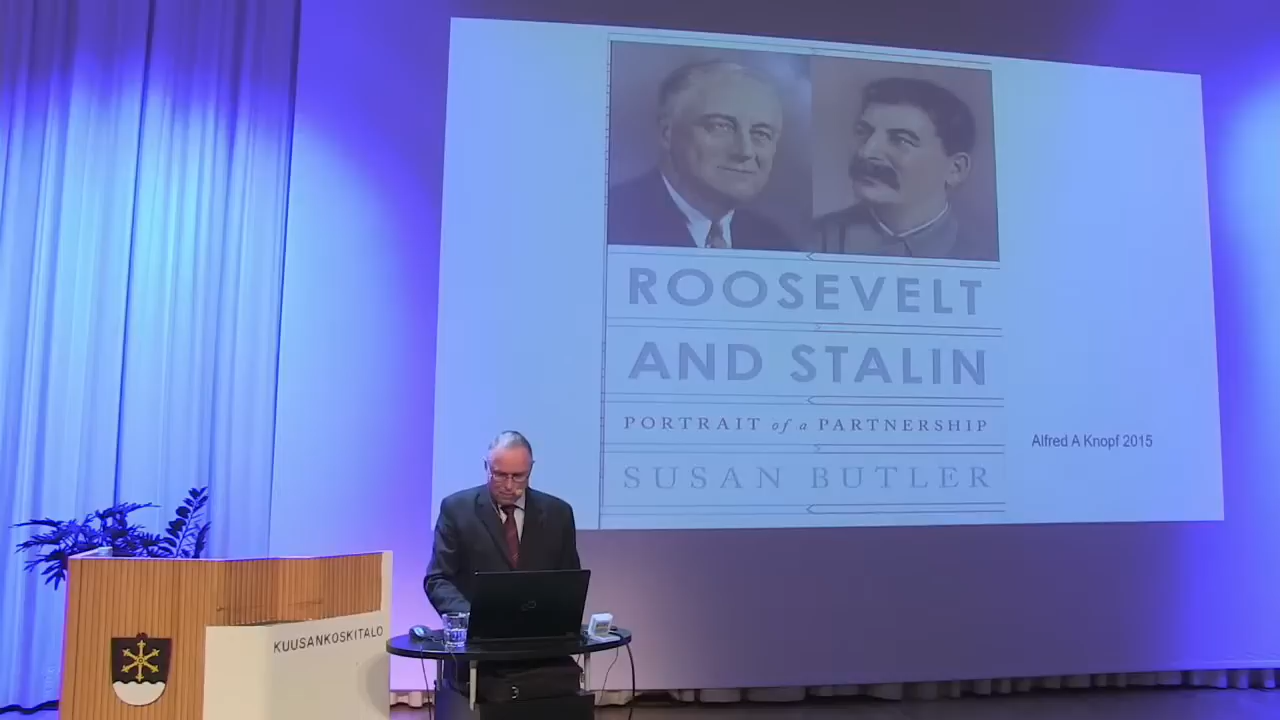 ROOSEVELT
AND STALIN
PORTRAIT of a PARTNERSHIP
SUSAN BUTLER
Alfred A Knopf 2015
KUUSANKOSKITALO